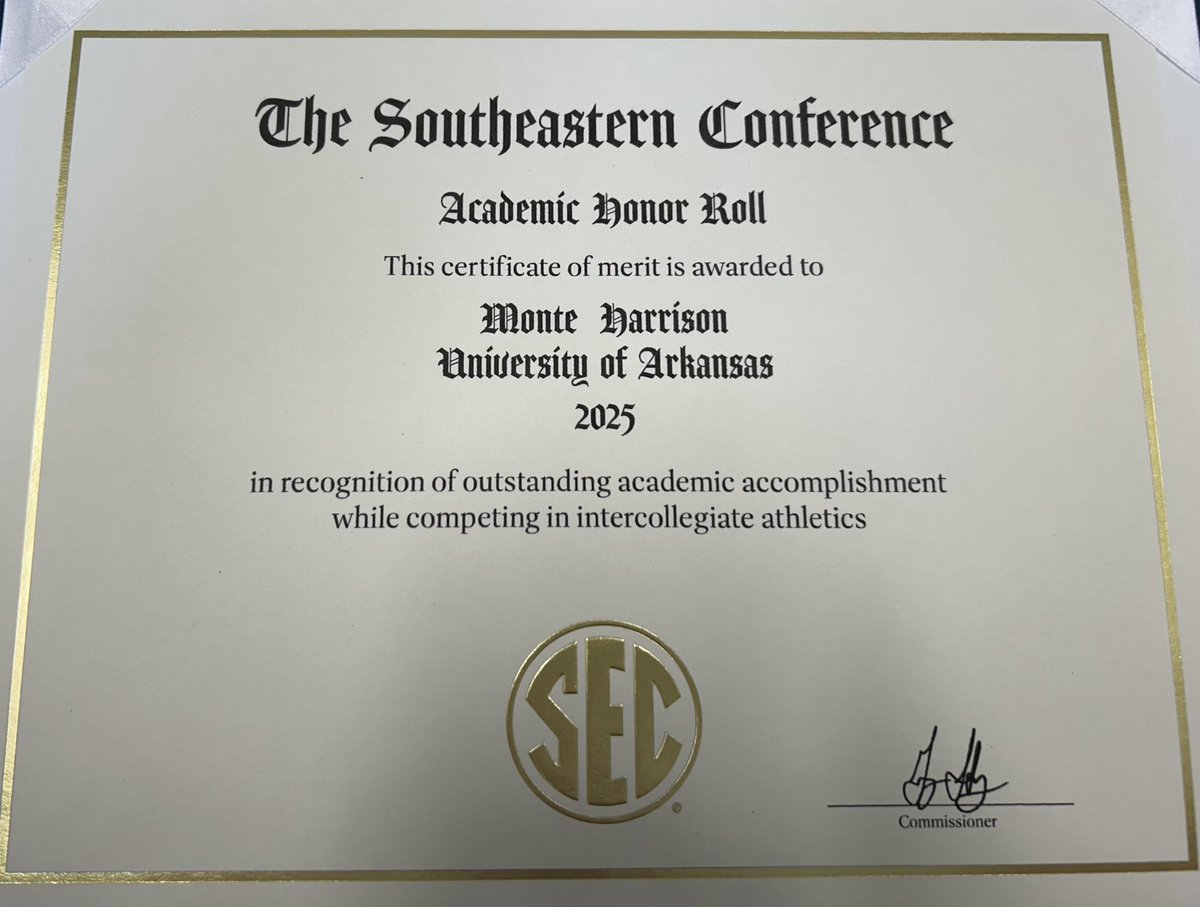 The Southeastern Conference
Academic Honor Roll
This certificate of merit is awarded to
Monte Harrison
University of Arkansas
2025
in recognition of outstanding academic accomplishment
while competing in intercollegiate athletics
SEC
®
Commissioner